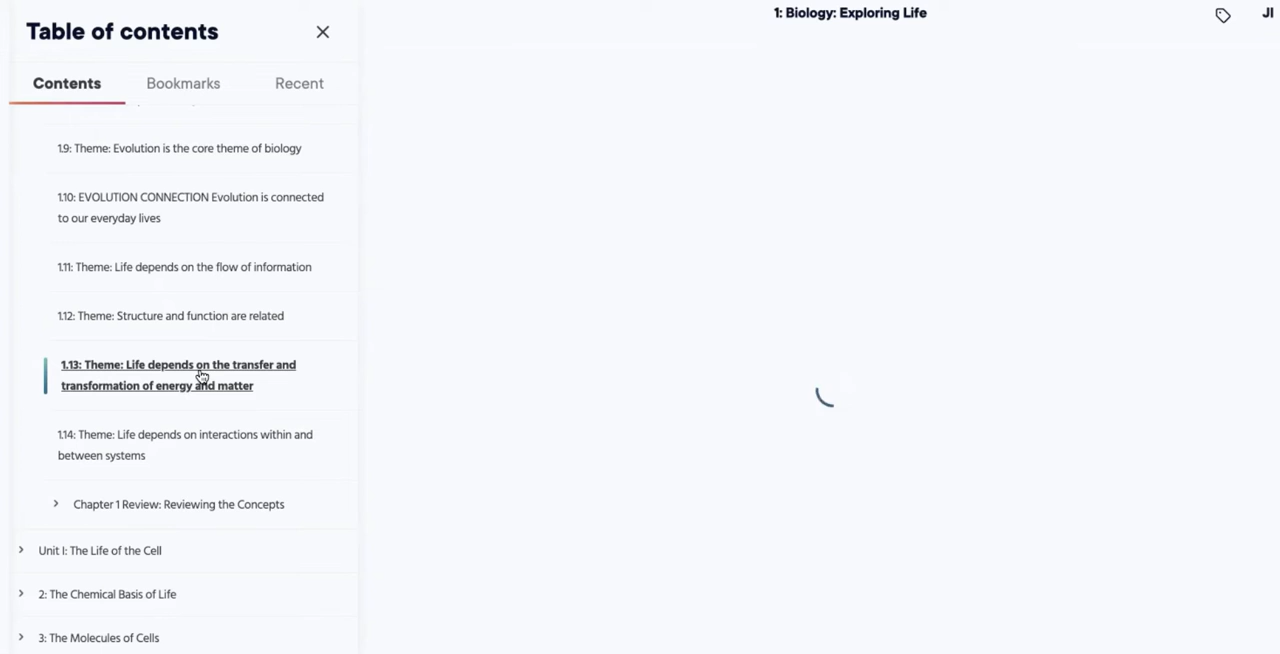 Table of contents
1: Biology: Exploring Life
JI
Contents
Bookmarks
Recent
1.9: Theme: Evolution is the core theme of biology
1.10: EVOLUTION CONNECTION Evolution is connected
to our everyday lives
1.11: Theme: Life depends on the flow of information
1.12: Theme: Structure and function are related
1.13: Theme: Life depends on the transfer and
transformation of energy and matter
1.14: Theme: Life depends on interactions within and
between systems
Chapter 1 Review: Reviewing the Concepts
Unit I: The Life of the Cell
2: The Chemical Basis of Life
3: The Molecules of Cells